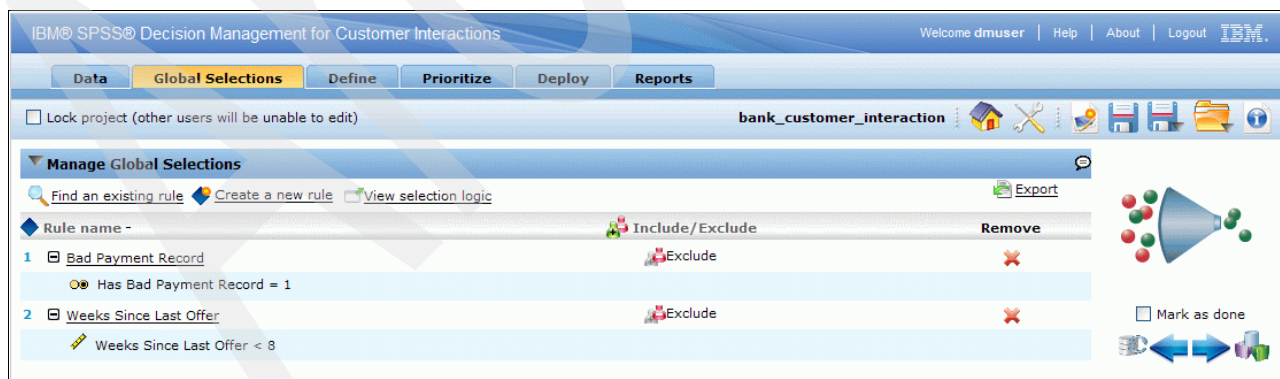 IBM® SPSS® Decision Management for Customer Interactions
Welcome dmuser | Help | About | Logout IBM.
Data Global Selections Define Prioritize Deploy Reports
Lock project (other users will be unable to edit) bank_customer_interaction
Manage Global Selections
Find an existing rule Create a new rule View selection logic Export
Rule name - Include/Exclude Remove
1 Bad Payment Record Exclude
Has Bad Payment Record = 1
2 Weeks Since Last Offer Exclude
Mark as done
Weeks Since Last Offer < 8